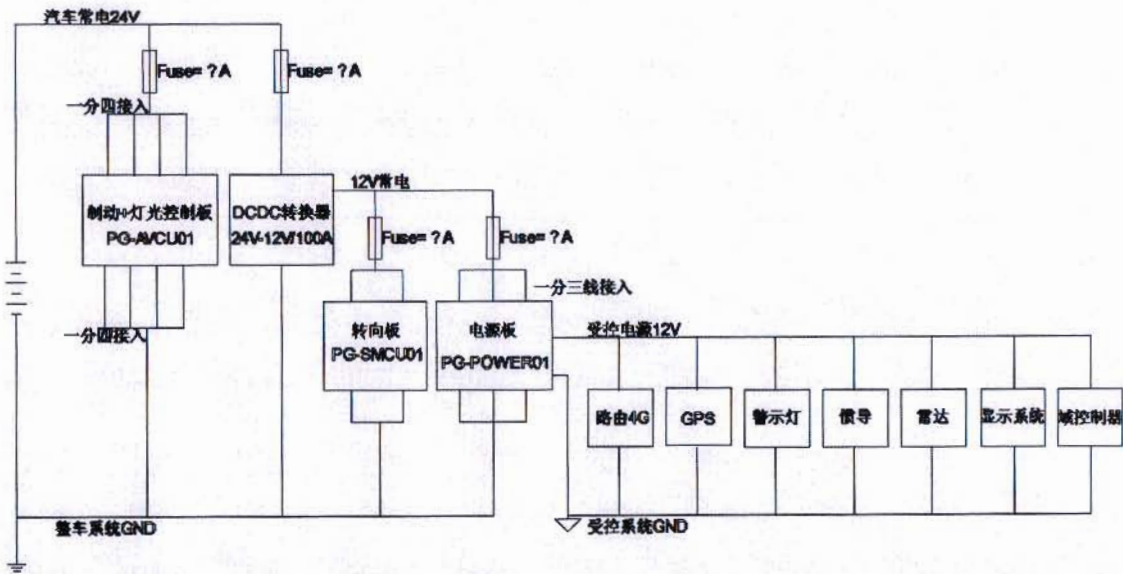 汽车常电24V
Fuse= ?A
Fuse= ?A
一分四接入
制动+灯光控制板
PG-AVCU01
DCDC转换器
24V-12V/100A
12V常电
Fuse= ?A
Fuse= ?A
一分三线接入
一分四接入
转向板
PG-SMCU01
电源板
PG-POWER01
受控电源12V
路由4G
GPS
警示灯
惯导
雷达
显示系统
域控制器
整车系统GND
受控系统GND